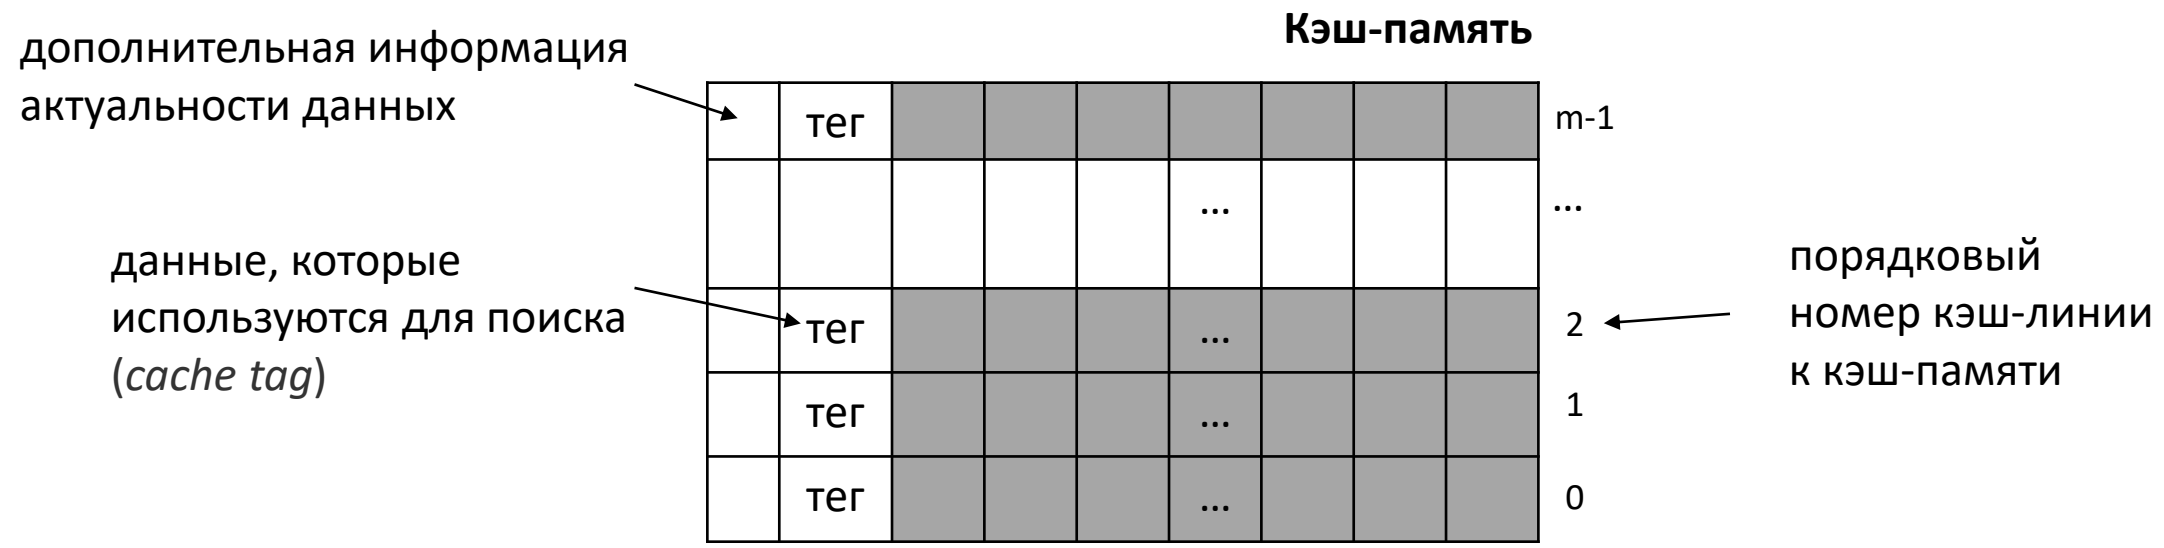 Кэш-память
дополнительная информация
актуальности данных
тег
m-1
...
...
данные, которые
используются для поиска
(cache tag)
тег
...
2
порядковый
номер кэш-линии
к кэш-памяти
тег
...
1
тег
...
0